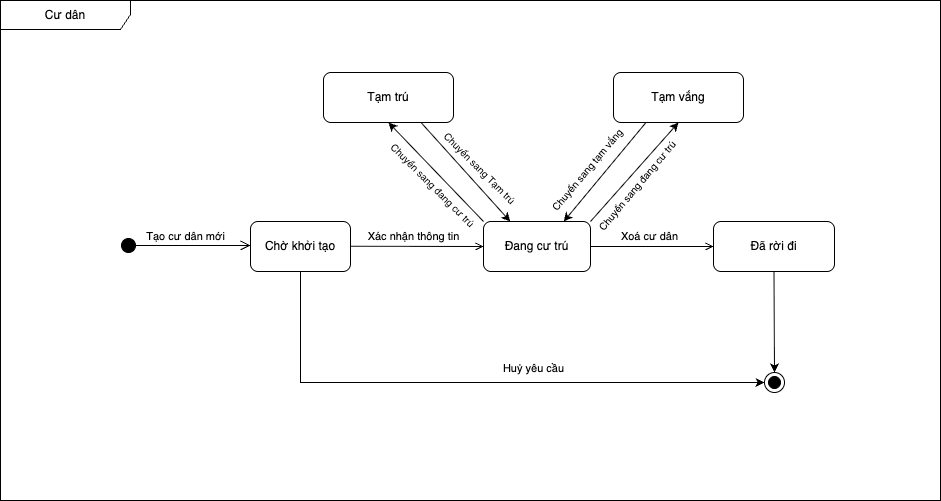 Cư dân
Tạm trú
Tạm vắng
Chuyển sang Tạm trú
Chuyển sang đang cư trú
Chuyển sang tạm vắng
Chuyển sang đang cư trú
Tạo cư dân mới
Chờ khởi tạo
Xác nhận thông tin
Đang cư trú
Xoá cư dân
Đã rời đi
Huỷ yêu cầu